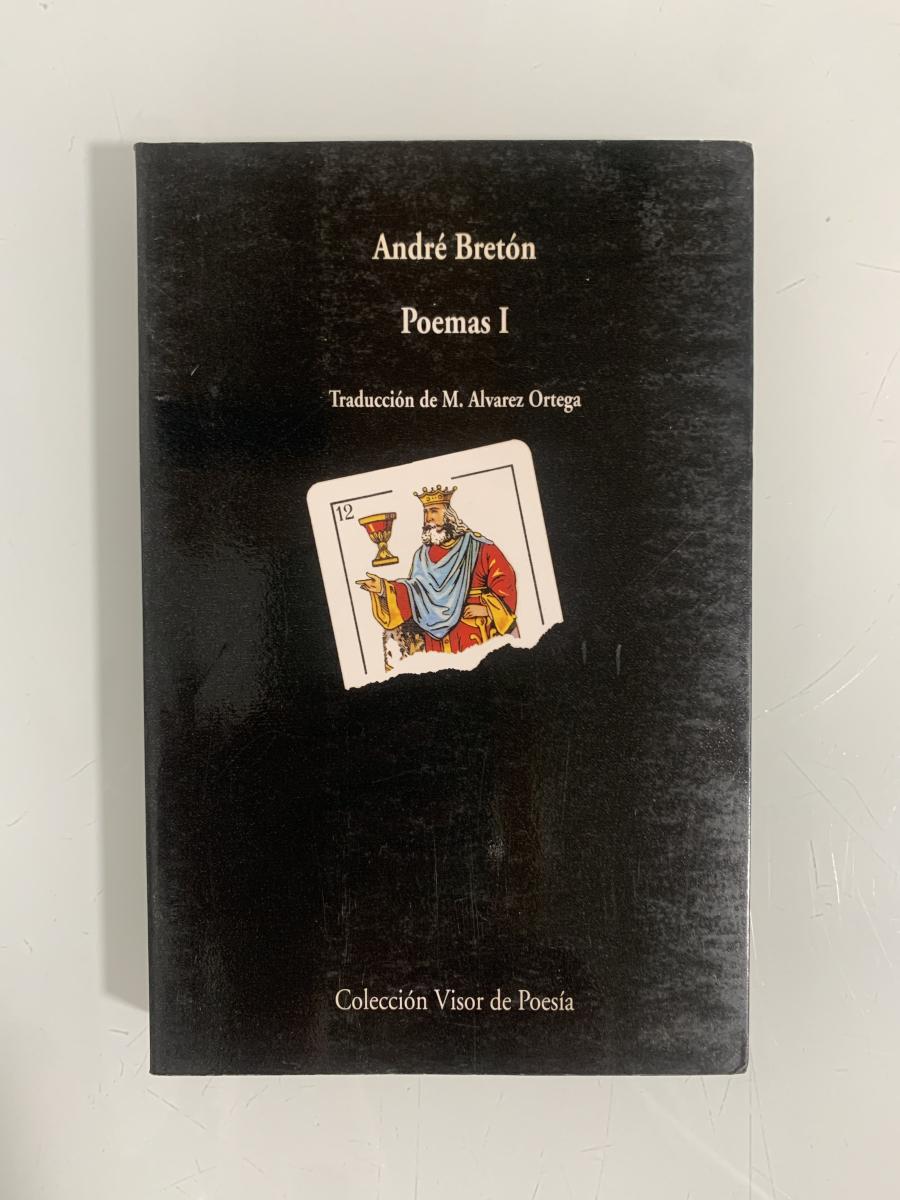 André Bretón
Poemas I
Traducción de M. Alvarez Ortega
12
Colección Visor de Poesía